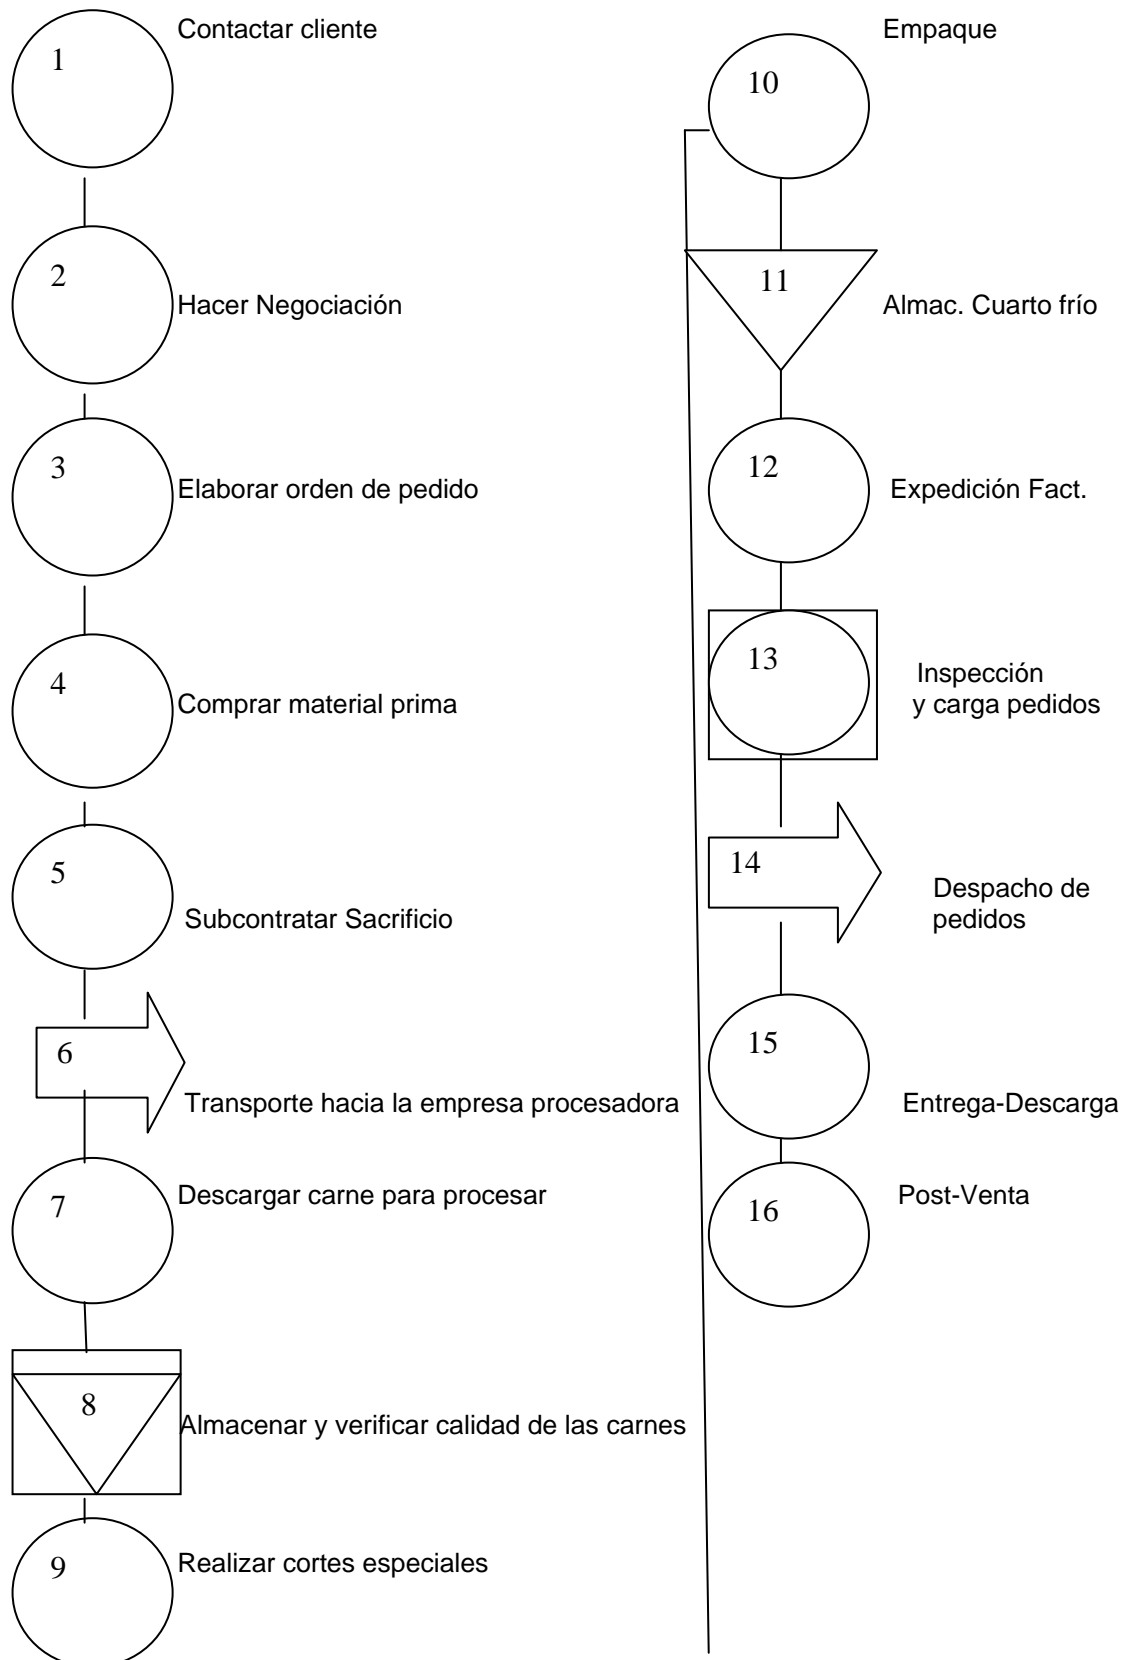 1
Contactar cliente
2
Hacer Negociación
3
Elaborar orden de pedido
4
Comprar material prima
5
Subcontratar Sacrificio
6
Transporte hacia la empresa procesadora
7
Descargar carne para procesar
8
Almacenar y verificar calidad de las carnes
9
Realizar cortes especiales
10
Empaque
11
Almac. Cuarto frío
12
Expedición Fact.
13
Inspección
y carga pedidos
14
Despacho de
pedidos
15
Entrega-Descarga
16
Post-Venta